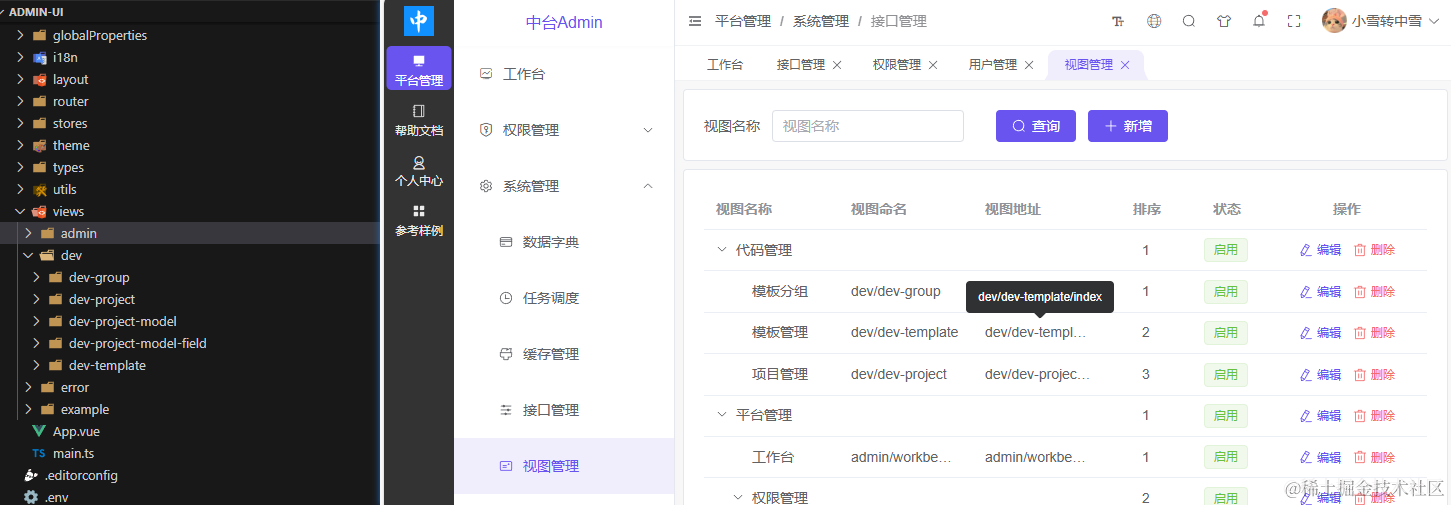 ADMIN-UI
globalProperties
i18n
layout
router
stores
theme
types
utils
views
admin
dev
dev-group
dev-project
dev-project-model
dev-project-model-field
dev-template
error
example
App.vue
TS main.ts
.editorconfig
.env
中
平台管理
帮助文档
个人中心
参考样例
中台Admin
工作台
权限管理
系统管理
数据字典
任务调度
缓存管理
接口管理
视图管理
平台管理 / 系统管理 / 接口管理 小雪转中雪
工作台 接口管理 权限管理 用户管理 视图管理
视图名称 视图名称 查询 新增
视图名称 视图命名 视图地址 排序 状态 操作
代码管理 1 启用 编辑 删除
模板分组 dev/dev-group 1 启用 编辑 删除
dev/dev-template/index
模板管理 dev/dev-template dev/dev-templ... 2 启用 编辑 删除
项目管理 dev/dev-project dev/dev-projec... 3 启用 编辑 删除
平台管理 1 启用 编辑 删除
工作台 admin/workbe... admin/workbe... 1 启用 编辑 删除
权限管理 2 启用 编辑 删除
@稀土掘金技术社区